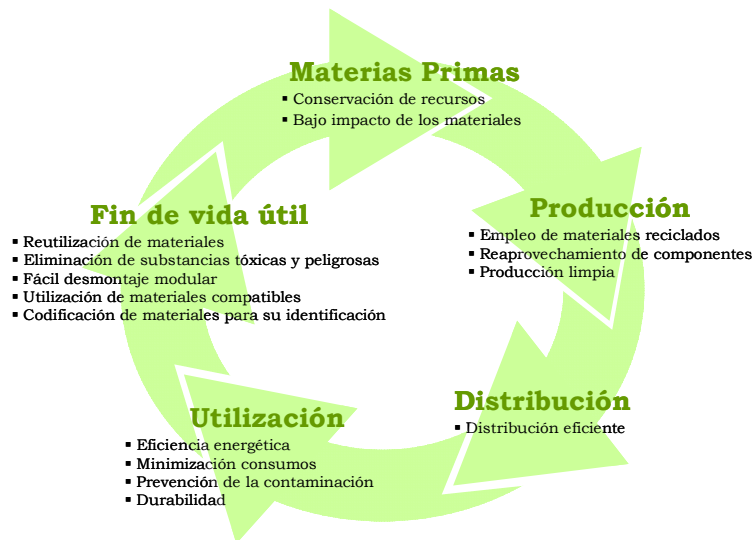 Materias Primas
▪ Conservación de recursos
▪ Bajo impacto de los materiales
Producción
▪ Empleo de materiales reciclados
▪ Reaprovechamiento de componentes
▪ Producción limpia
Distribución
▪ Distribución eficiente
Utilización
▪ Eficiencia energética
▪ Minimización consumos
▪ Prevención de la contaminación
▪ Durabilidad
Fin de vida útil
▪ Reutilización de materiales
▪ Eliminación de substancias tóxicas y peligrosas
▪ Fácil desmontaje modular
▪ Utilización de materiales compatibles
▪ Codificación de materiales para su identificación